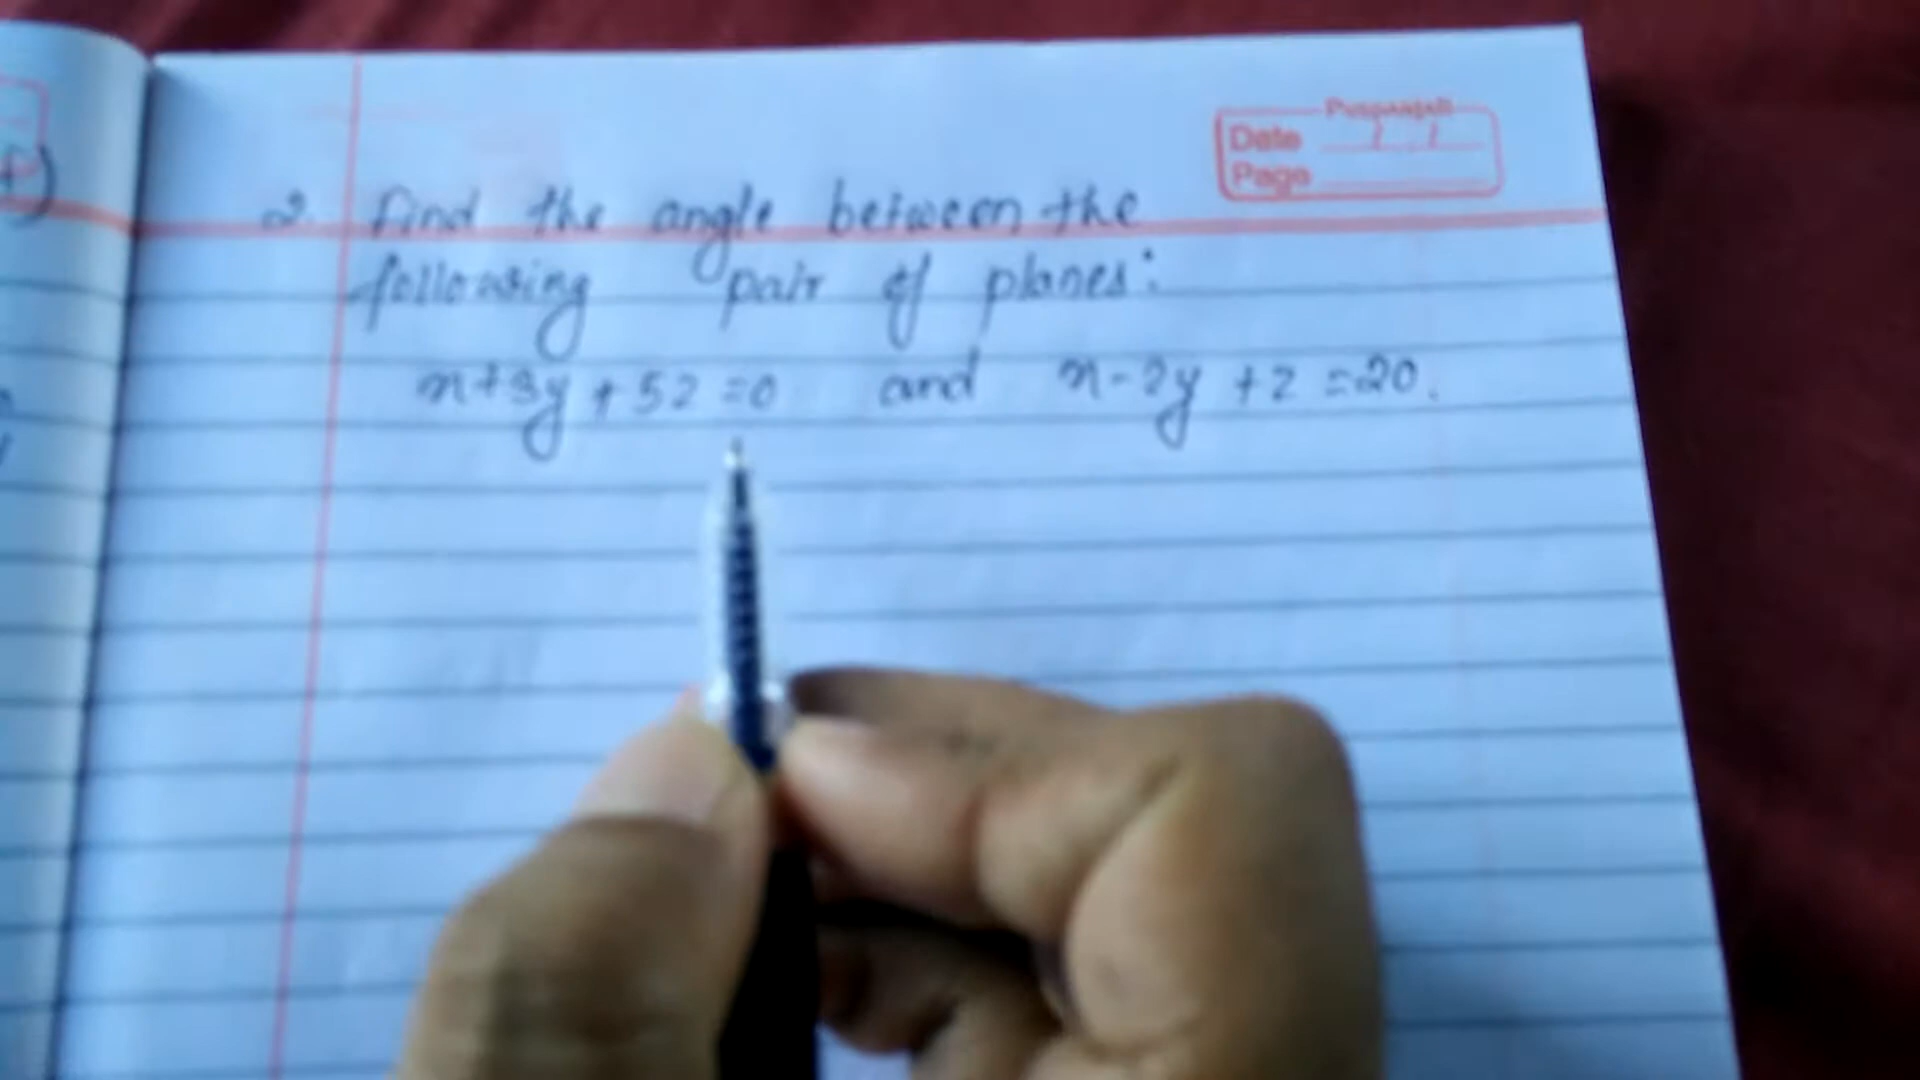 2. Find the angle between the
following pair of planes:
x+3y+5z=0 and x-2y+z=20.
Date
Page